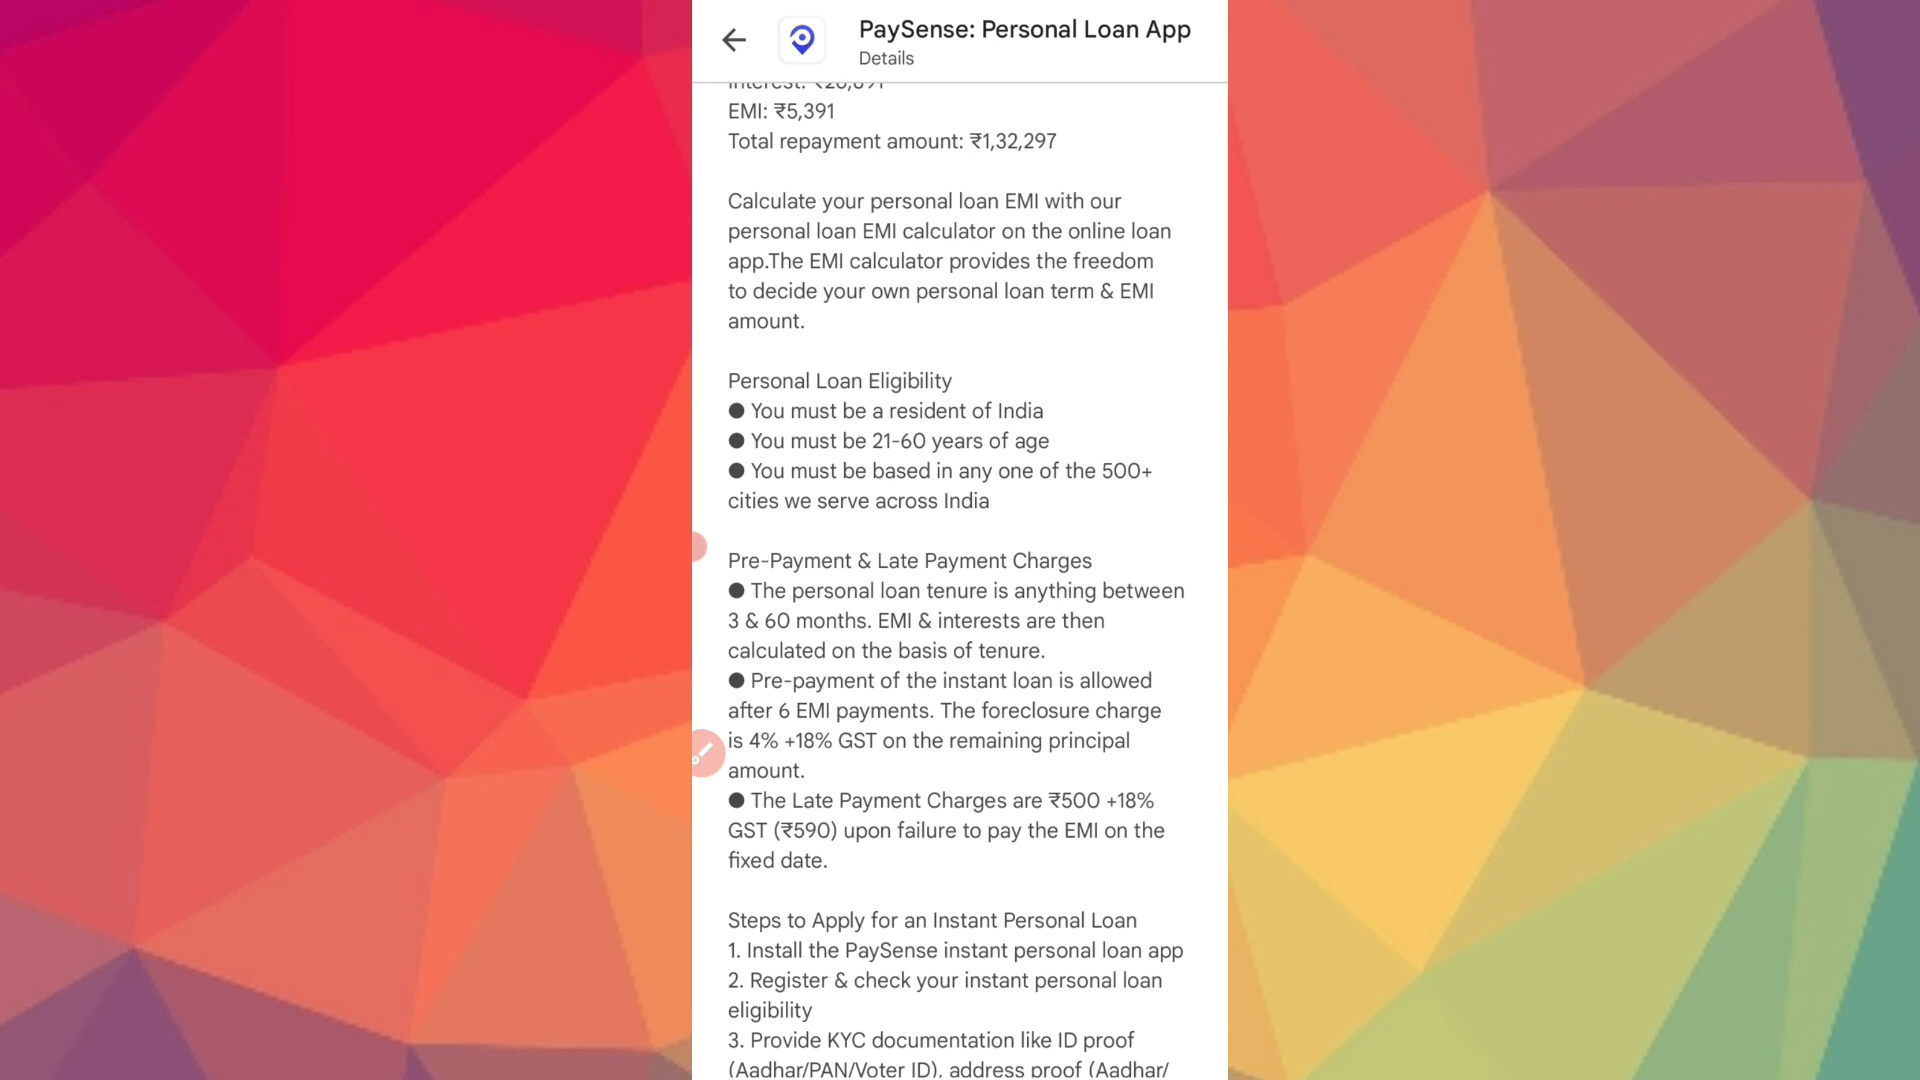 PaySense: Personal Loan App
Details
EMI: ₹5,391
Total repayment amount: ₹1,32,297
Calculate your personal loan EMI with our
personal loan EMI calculator on the online loan
app.The EMI calculator provides the freedom
to decide your own personal loan term & EMI
amount.
Personal Loan Eligibility
● You must be a resident of India
● You must be 21-60 years of age
● You must be based in any one of the 500+
cities we serve across India
Pre-Payment & Late Payment Charges
● The personal loan tenure is anything between
3 & 60 months. EMI & interests are then
calculated on the basis of tenure.
● Pre-payment of the instant loan is allowed
after 6 EMI payments. The foreclosure charge
is 4% +18% GST on the remaining principal
amount.
● The Late Payment Charges are ₹500 +18%
GST (₹590) upon failure to pay the EMI on the
fixed date.
Steps to Apply for an Instant Personal Loan
1. Install the PaySense instant personal loan app
2. Register & check your instant personal loan
eligibility
3. Provide KYC documentation like ID proof
(Aadhar/PAN/Voter ID), address proof (Aadhar/